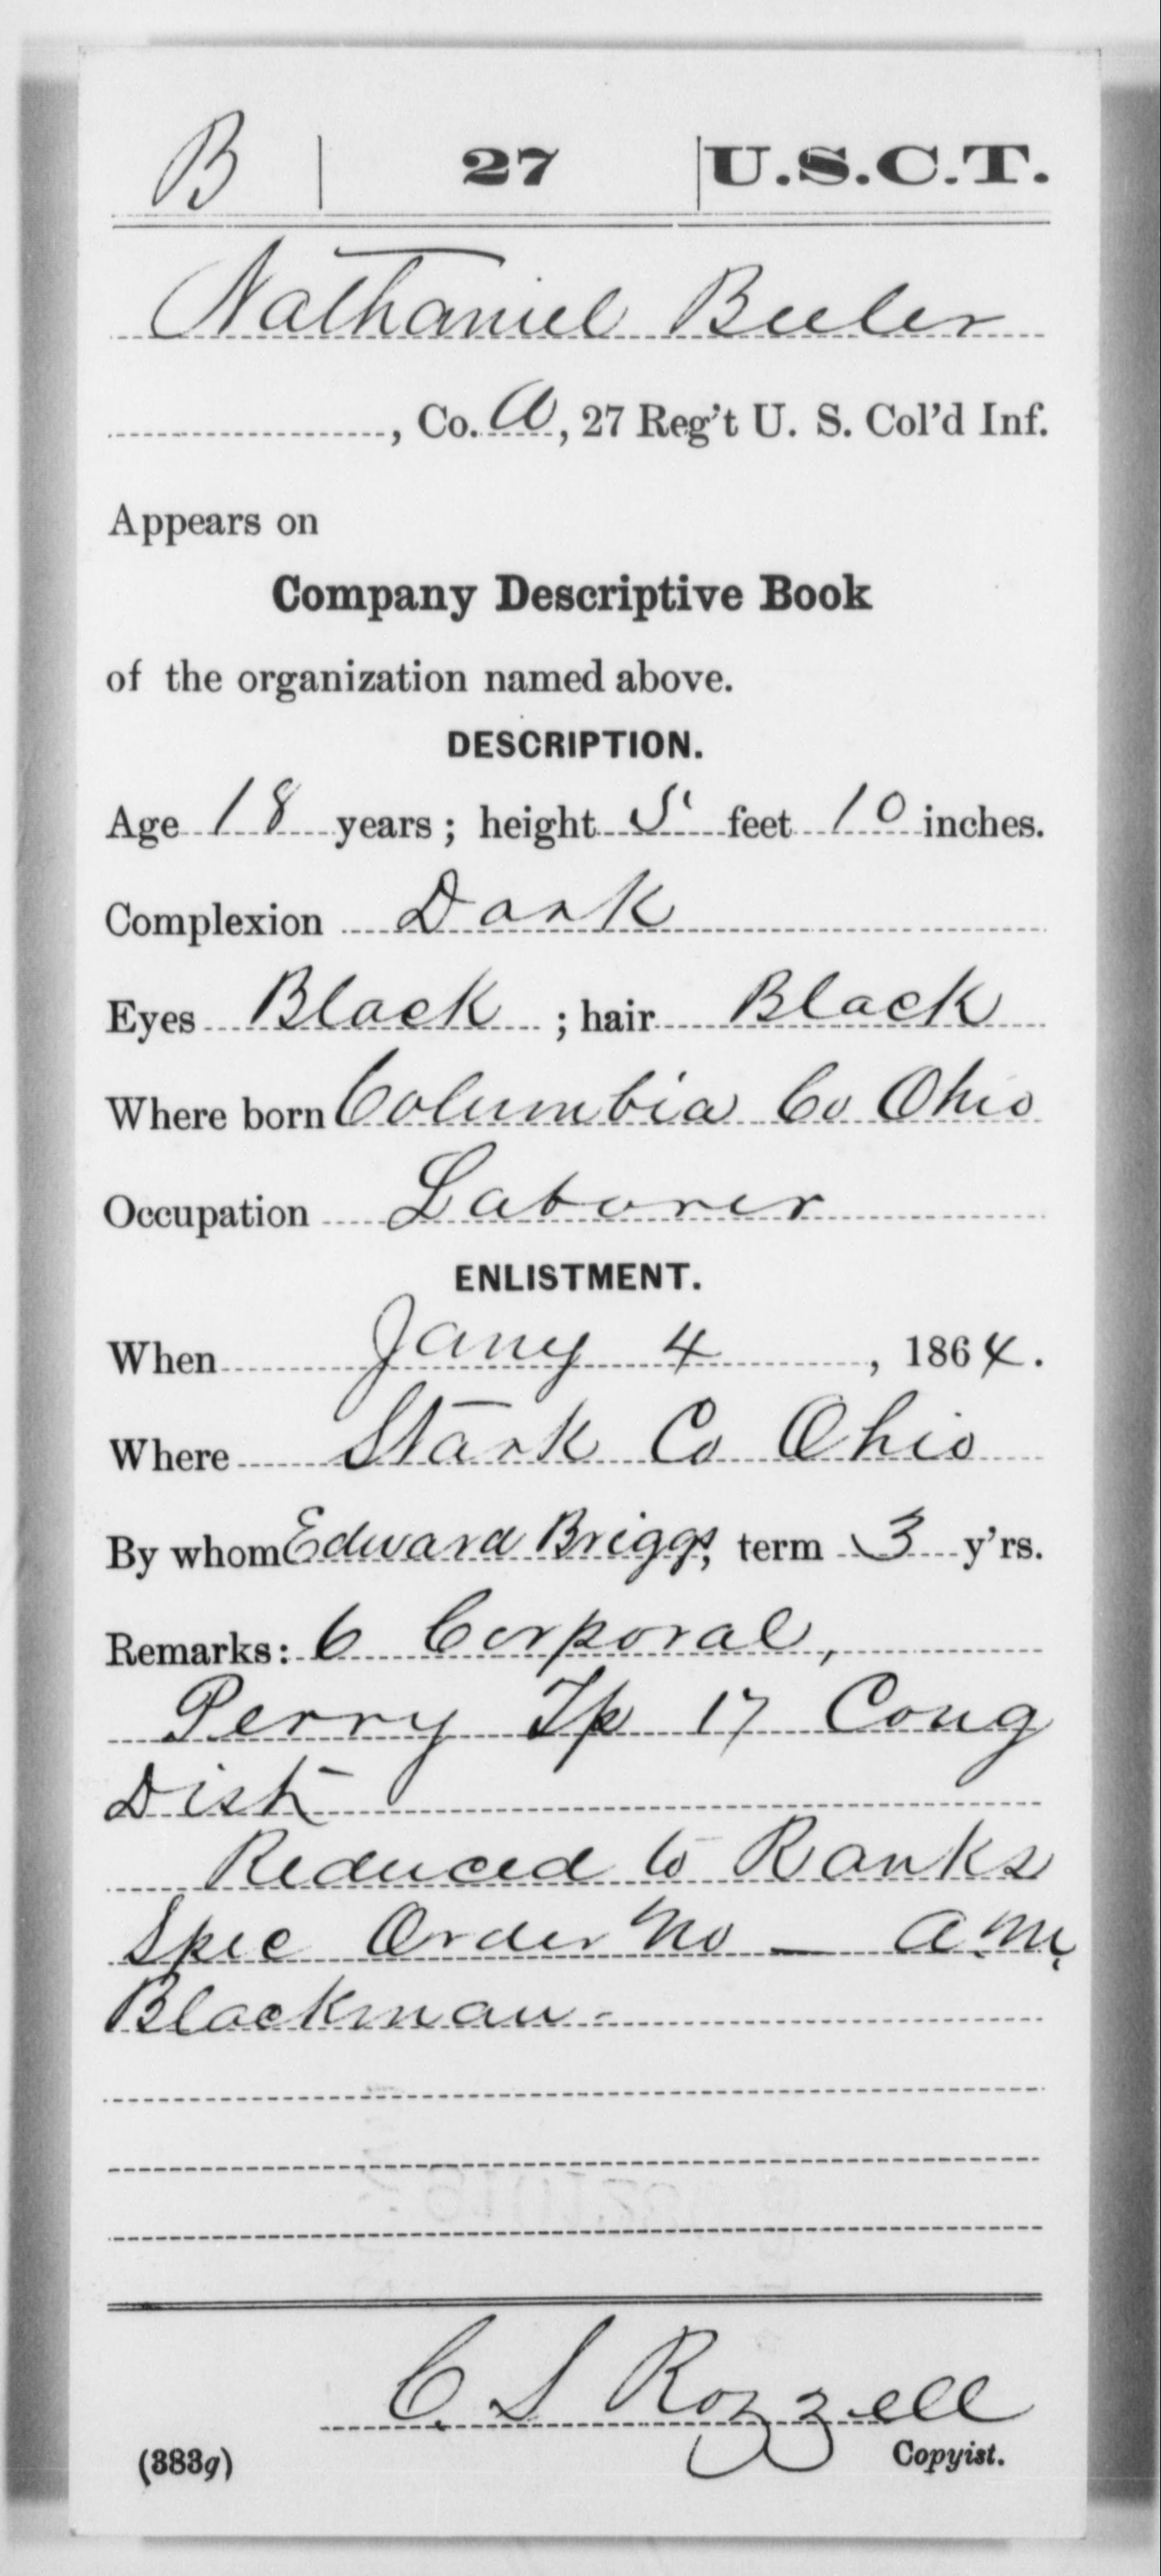 B | 27 | U.S.C.T.
Nathaniel Beeler
, Co. A, 27 Reg't U. S. Col'd Inf.
Appears on
Company Descriptive Book
of the organization named above.
DESCRIPTION.
Age 18 years; height 5 feet 10 inches.
Complexion Dark
Eyes Black; hair Black
Where born Columbia Co Ohio
Occupation Laborer
ENLISTMENT.
When Jany 4, 1864.
Where Stark Co Ohio
By whom Edward Briggs, term 3 y'rs.
Remarks: 6 Corporal,
Perry Tp 17 Cong
Dist
Reduced to Ranks
Spec Order No — A.M.
Blackman-
C. S Rozzell
(383g) Copyist.